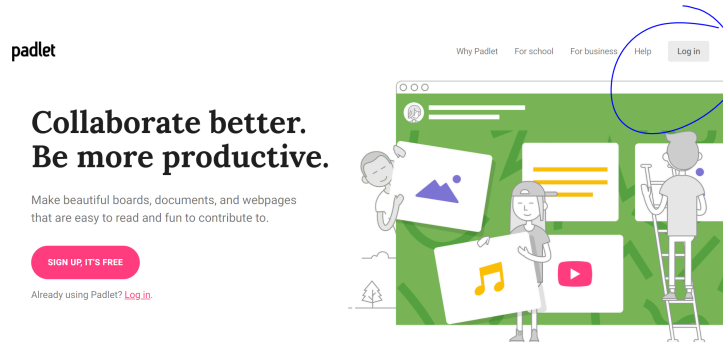 padlet
Why Padlet For school For business Help Log in
Collaborate better.
Be more productive.
Make beautiful boards, documents, and webpages
that are easy to read and fun to contribute to.
SIGN UP, IT'S FREE
Already using Padlet? Log in.